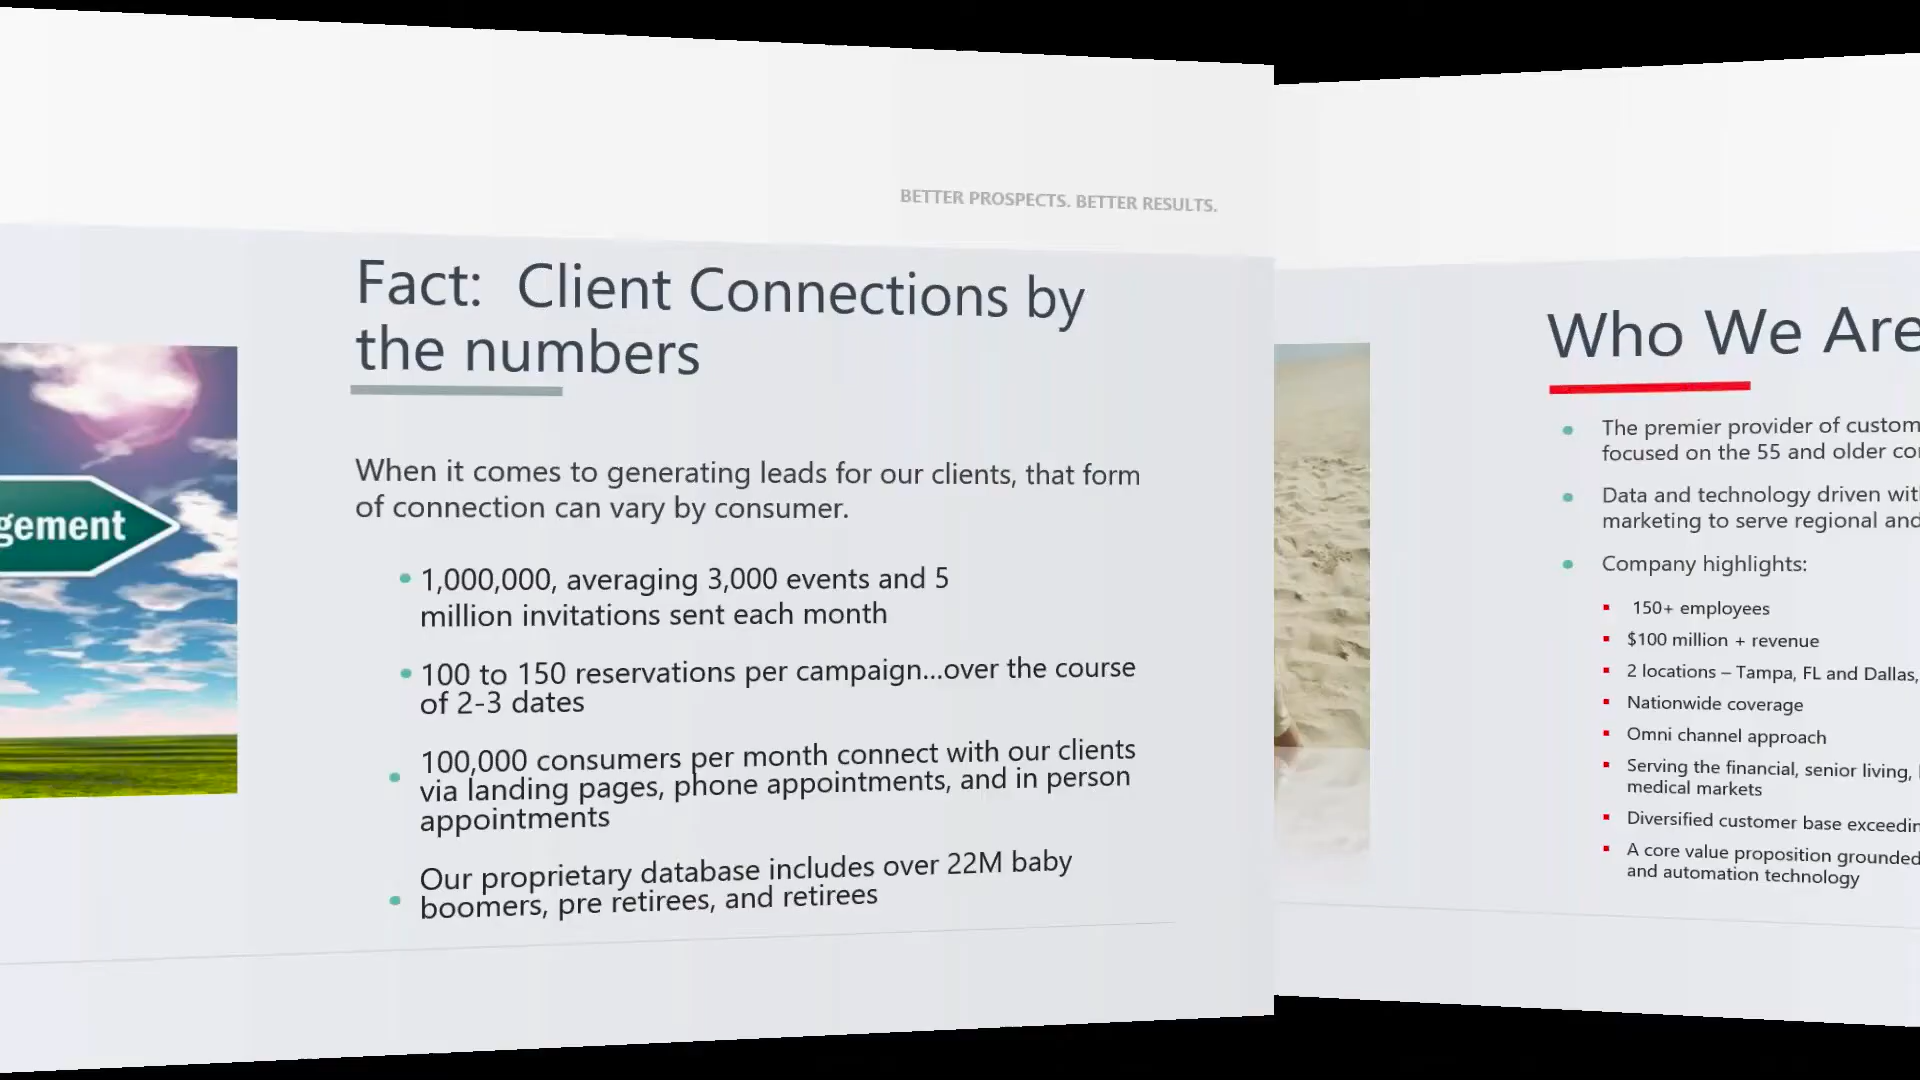 BETTER PROSPECTS. BETTER RESULTS.
Fact: Client Connections by
the numbers
gement
When it comes to generating leads for our clients, that form
of connection can vary by consumer.
1,000,000, averaging 3,000 events and 5
million invitations sent each month
100 to 150 reservations per campaign...over the course
of 2-3 dates
100,000 consumers per month connect with our clients
via landing pages, phone appointments, and in person
appointments
Our proprietary database includes over 22M baby
boomers, pre retirees, and retirees
Who We Are
The premier provider of custom
focused on the 55 and older
Data and technology driven
marketing to serve regional and
Company highlights:
150+ employees
$100 million + revenue
2 locations – Tampa, FL and Dallas,
Nationwide coverage
Omni channel approach
Serving the financial, senior living,
medical markets
Diversified customer base
A core value proposition grounded
and automation technology